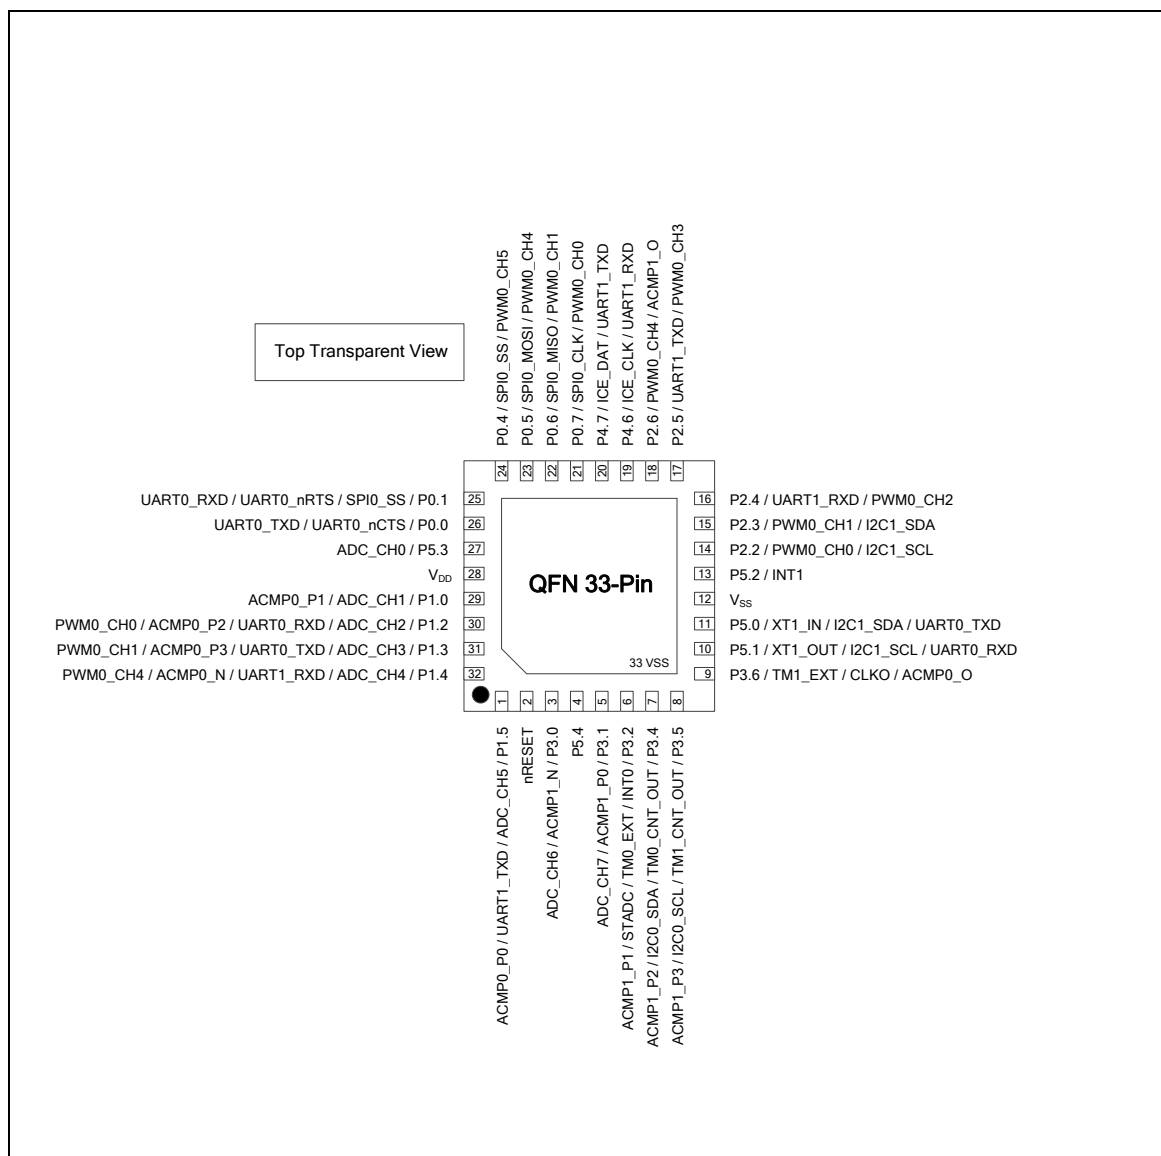 P0.4 / SPI0_SS / PWM0_CH5
P0.5 / SPI0_MOSI / PWM0_CH4
P0.6 / SPI0_MISO / PWM0_CH1
P0.7 / SPI0_CLK / PWM0_CH0
P4.7 / ICE_DAT / UART1_TXD
P4.6 / ICE_CLK / UART1_RXD
P2.6 / PWM0_CH4 / ACMP1_O
P2.5 / UART1_TXD / PWM0_CH3
Top Transparent View
24 23 22 21 20 19 18 17
UART0_RXD / UART0_nRTS / SPI0_SS / P0.1 25
UART0_TXD / UART0_nCTS / P0.0 26
ADC_CH0 / P5.3 27
VDD 28
ACMP0_P1 / ADC_CH1 / P1.0 29
PWM0_CH0 / ACMP0_P2 / UART0_RXD / ADC_CH2 / P1.2 30
PWM0_CH1 / ACMP0_P3 / UART0_TXD / ADC_CH3 / P1.3 31
PWM0_CH4 / ACMP0_N / UART1_RXD / ADC_CH4 / P1.4 32
QFN 33-Pin
33 VSS
16 P2.4 / UART1_RXD / PWM0_CH2
15 P2.3 / PWM0_CH1 / I2C1_SDA
14 P2.2 / PWM0_CH0 / I2C1_SCL
13 P5.2 / INT1
12 VSS
11 P5.0 / XT1_IN / I2C1_SDA / UART0_TXD
10 P5.1 / XT1_OUT / I2C1_SCL / UART0_RXD
9 P3.6 / TM1_EXT / CLKO / ACMP0_O
1 2 3 4 5 6 7 8
ACMP0_P0 / UART1_TXD / ADC_CH5 / P1.5
nRESET
ADC_CH6 / ACMP1_N / P3.0
P5.4
ADC_CH7 / ACMP1_P0 / P3.1
ACMP1_P1 / STADC / TM0_EXT / INT0 / P3.2
ACMP1_P2 / I2C0_SDA / TM0_CNT_OUT / P3.4
ACMP1_P3 / I2C0_SCL / TM1_CNT_OUT / P3.5